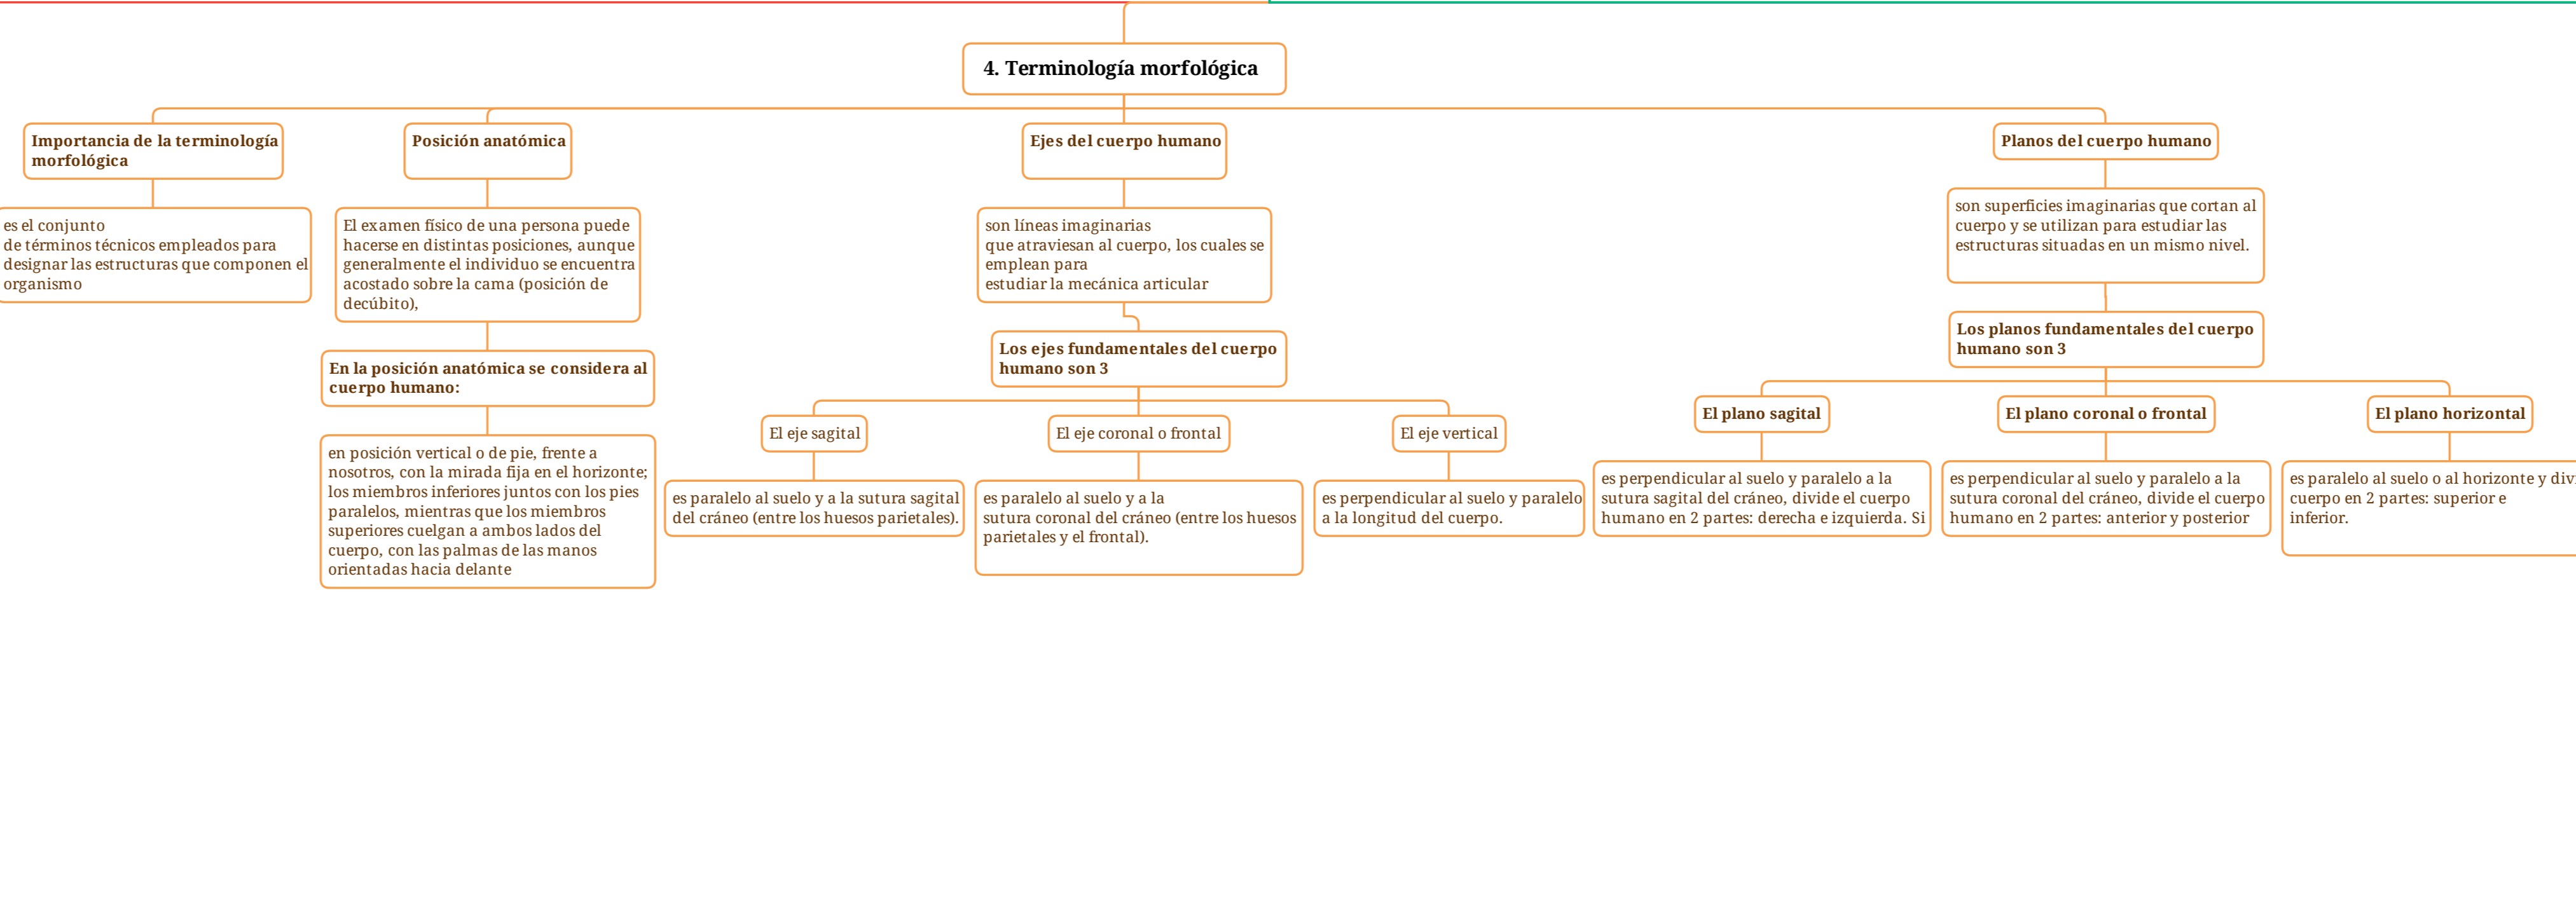 4. Terminología morfológica
Importancia de la terminología
morfológica
es el conjunto
de términos técnicos empleados para
designar las estructuras que componen el
organismo
Posición anatómica
El examen físico de una persona puede
hacerse en distintas posiciones, aunque
generalmente el individuo se encuentra
acostado sobre la cama (posición de
decúbito),
En la posición anatómica se considera al
cuerpo humano:
en posición vertical o de pie, frente a
nosotros, con la mirada fija en el horizonte;
los miembros inferiores juntos con los pies
paralelos, mientras que los miembros
superiores cuelgan a ambos lados del
cuerpo, con las palmas de las manos
orientadas hacia delante
Ejes del cuerpo humano
son líneas imaginarias
que atraviesan al cuerpo, los cuales se
emplean para
estudiar la mecánica articular
Los ejes fundamentales del cuerpo
humano son 3
El eje sagital
es paralelo al suelo y a la sutura sagital
del cráneo (entre los huesos parietales).
El eje coronal o frontal
es paralelo al suelo y a la
sutura coronal del cráneo (entre los huesos
parietales y el frontal).
El eje vertical
es perpendicular al suelo y paralelo
a la longitud del cuerpo.
Planos del cuerpo humano
son superficies imaginarias que cortan al
cuerpo y se utilizan para estudiar las
estructuras situadas en un mismo nivel.
Los planos fundamentales del cuerpo
humano son 3
El plano sagital
es perpendicular al suelo y paralelo a la
sutura sagital del cráneo, divide el cuerpo
humano en 2 partes: derecha e izquierda. Si
El plano coronal o frontal
es perpendicular al suelo y paralelo a la
sutura coronal del cráneo, divide el cuerpo
humano en 2 partes: anterior y posterior
El plano horizontal
es paralelo al suelo o al horizonte y
cuerpo en 2 partes: superior e
inferior.